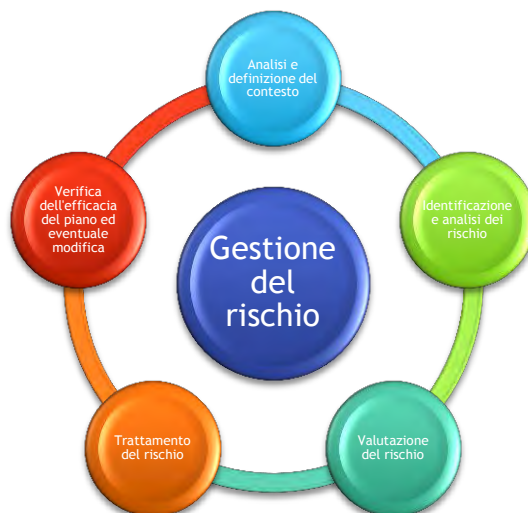 Analisi e
definizione del
contesto
Identificazione
e analisi dei
rischio
Valutazione
del rischio
Trattamento
del rischio
Verifica
dell'efficacia
del piano ed
eventuale
modifica
Gestione
del
rischio